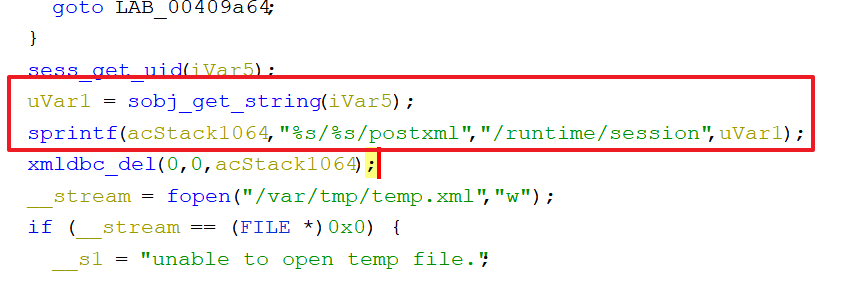 goto LAB_00409a64;
}
sess_get_uid(iVar5);
uVar1 = sobj_get_string(iVar5);
sprintf(acStack1064,"%s/%s/postxml","/runtime/session",uVar1);
xmldbc_del(0,0,acStack1064);
__stream = fopen("/var/tmp/temp.xml","w");
if (__stream == (FILE *)0x0) {
__s1 = "unable to open temp file.";